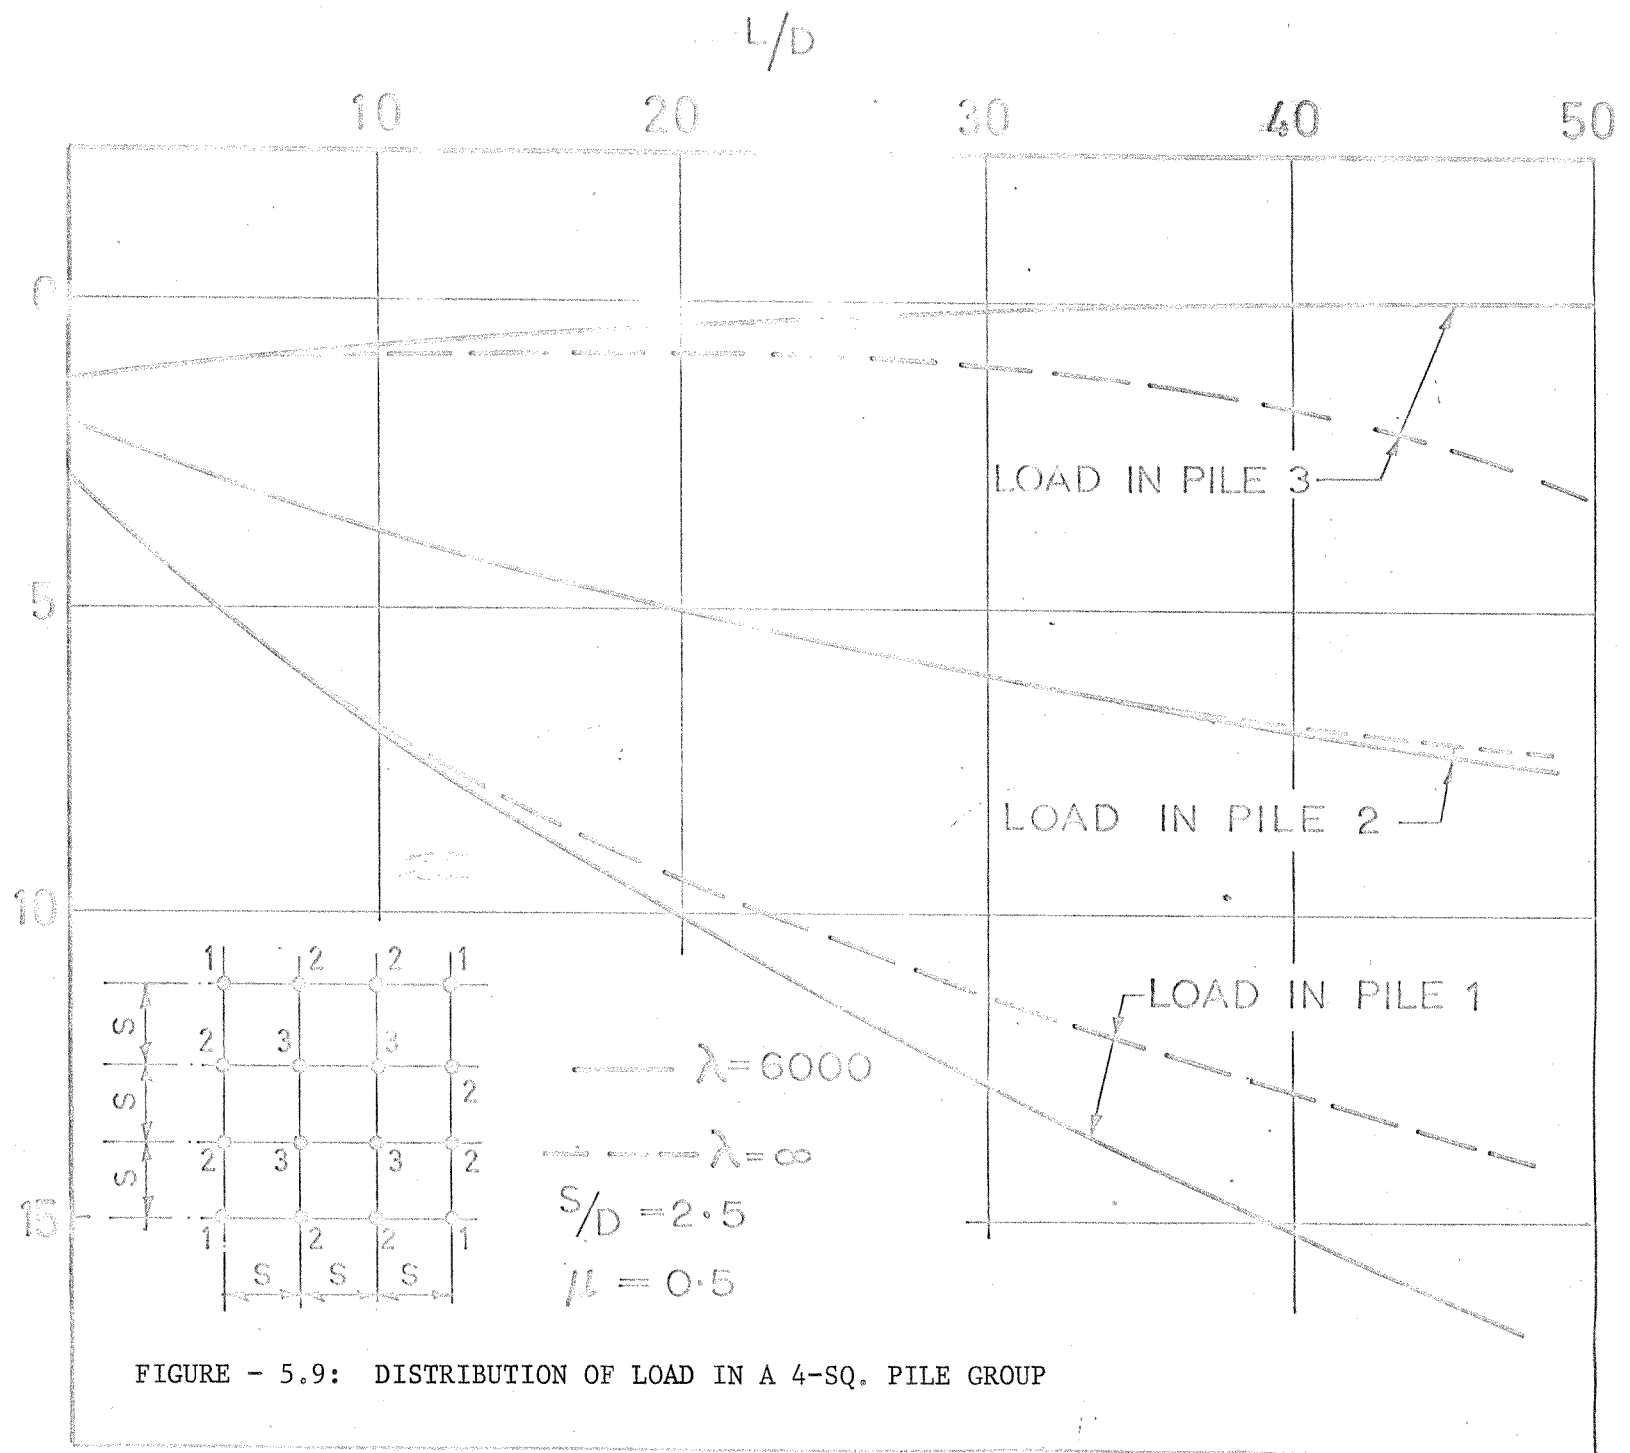 L/D
10 20 30 40 50
0
LOAD IN PILE 3
5
LOAD IN PILE 2
10
1 2 2 1
LOAD IN PILE 1
S
2 3 3
λ=6000
S
2
2 3 3 2
λ=∞
S
S/D =2.5
15
1 2 2 1
S S S
μ = 0.5
FIGURE - 5.9: DISTRIBUTION OF LOAD IN A 4-SQ. PILE GROUP